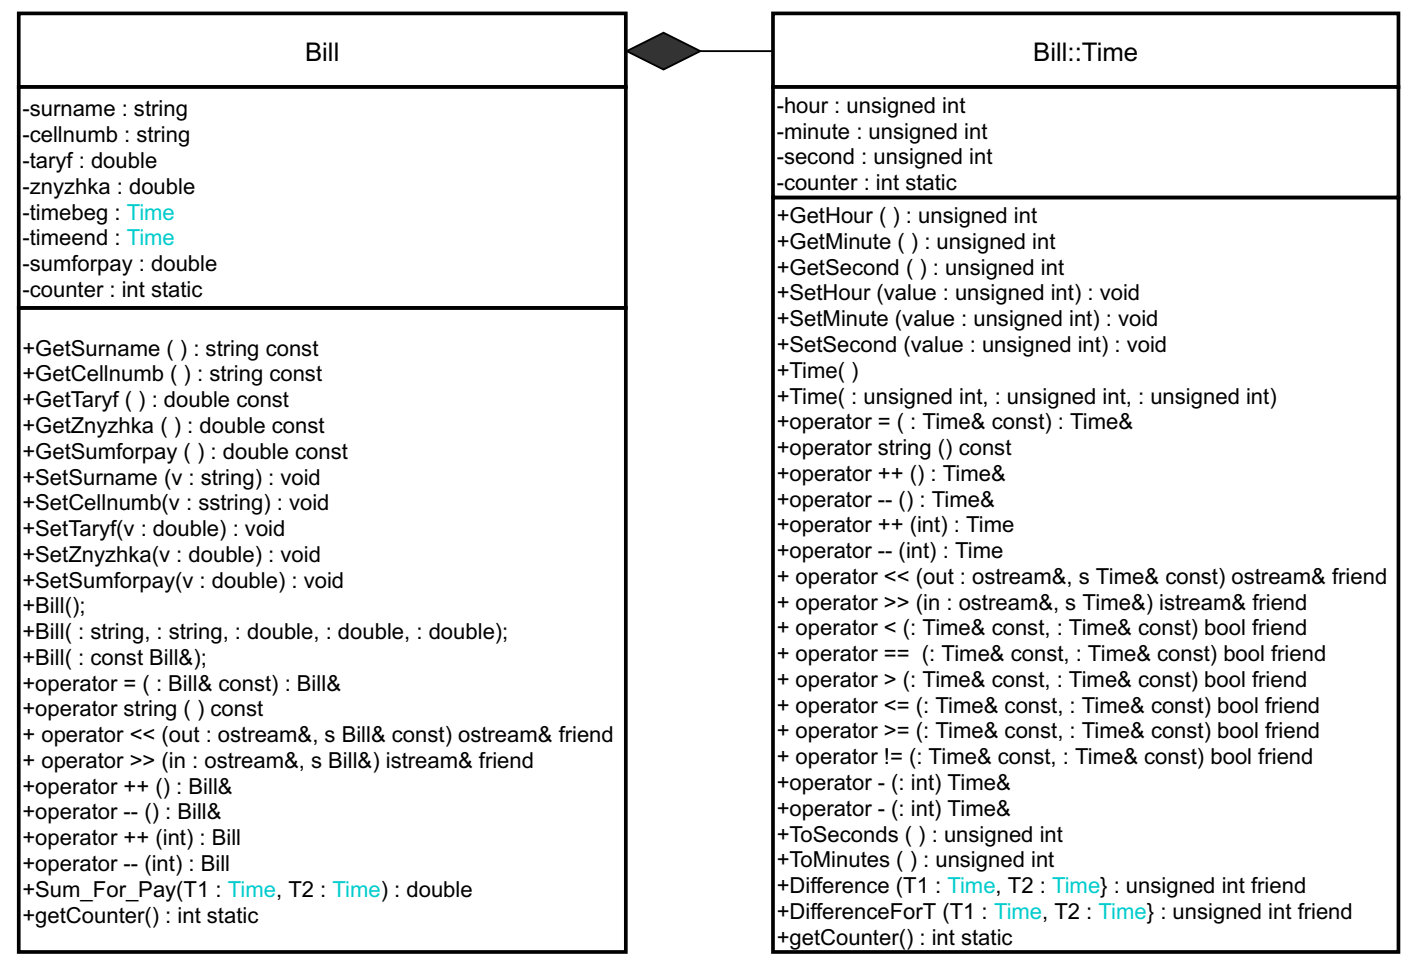 Bill
-surname : string
-cellnumb : string
-taryf : double
-znyzhka : double
-timebeg : Time
-timeend : Time
-sumforpay : double
-counter : int static
+GetSurname ( ) : string const
+GetCellnumb ( ) : string const
+GetTaryf ( ) : double const
+GetZnyzhka ( ) : double const
+GetSumforpay ( ) : double const
+SetSurname (v : string) : void
+SetCellnumb(v : sstring) : void
+SetTaryf(v : double) : void
+SetZnyzhka(v : double) : void
+SetSumforpay(v : double) : void
+Bill();
+Bill( : string, : string, : double, : double, : double);
+Bill( : const Bill&);
+operator = ( : Bill& const) : Bill&
+operator string ( ) const
+ operator << (out : ostream&, s Bill& const) ostream& friend
+ operator >> (in : ostream&, s Bill&) istream& friend
+operator ++ () : Bill&
+operator -- () : Bill&
+operator ++ (int) : Bill
+operator -- (int) : Bill
+Sum_For_Pay(T1 : Time, T2 : Time) : double
+getCounter() : int static
Bill::Time
-hour : unsigned int
-minute : unsigned int
-second : unsigned int
-counter : int static
+GetHour ( ) : unsigned int
+GetMinute ( ) : unsigned int
+GetSecond ( ) : unsigned int
+SetHour (value : unsigned int) : void
+SetMinute (value : unsigned int) : void
+SetSecond (value : unsigned int) : void
+Time( )
+Time( : unsigned int, : unsigned int, : unsigned int)
+operator = ( : Time& const) : Time&
+operator string () const
+operator ++ () : Time&
+operator -- () : Time&
+operator ++ (int) : Time
+operator -- (int) : Time
+ operator << (out : ostream&, s Time& const) ostream& friend
+ operator >> (in : ostream&, s Time&) istream& friend
+ operator < (: Time& const, : Time& const) bool friend
+ operator ==  (: Time& const, : Time& const) bool friend
+ operator > (: Time& const, : Time& const) bool friend
+ operator <= (: Time& const, : Time& const) bool friend
+ operator >= (: Time& const, : Time& const) bool friend
+ operator != (: Time& const, : Time& const) bool friend
+operator - (: int) Time&
+operator - (: int) Time&
+ToSeconds ( ) : unsigned int
+ToMinutes ( ) : unsigned int
+Difference (T1 : Time, T2 : Time} : unsigned int friend
+DifferenceForT (T1 : Time, T2 : Time} : unsigned int friend
+getCounter() : int static